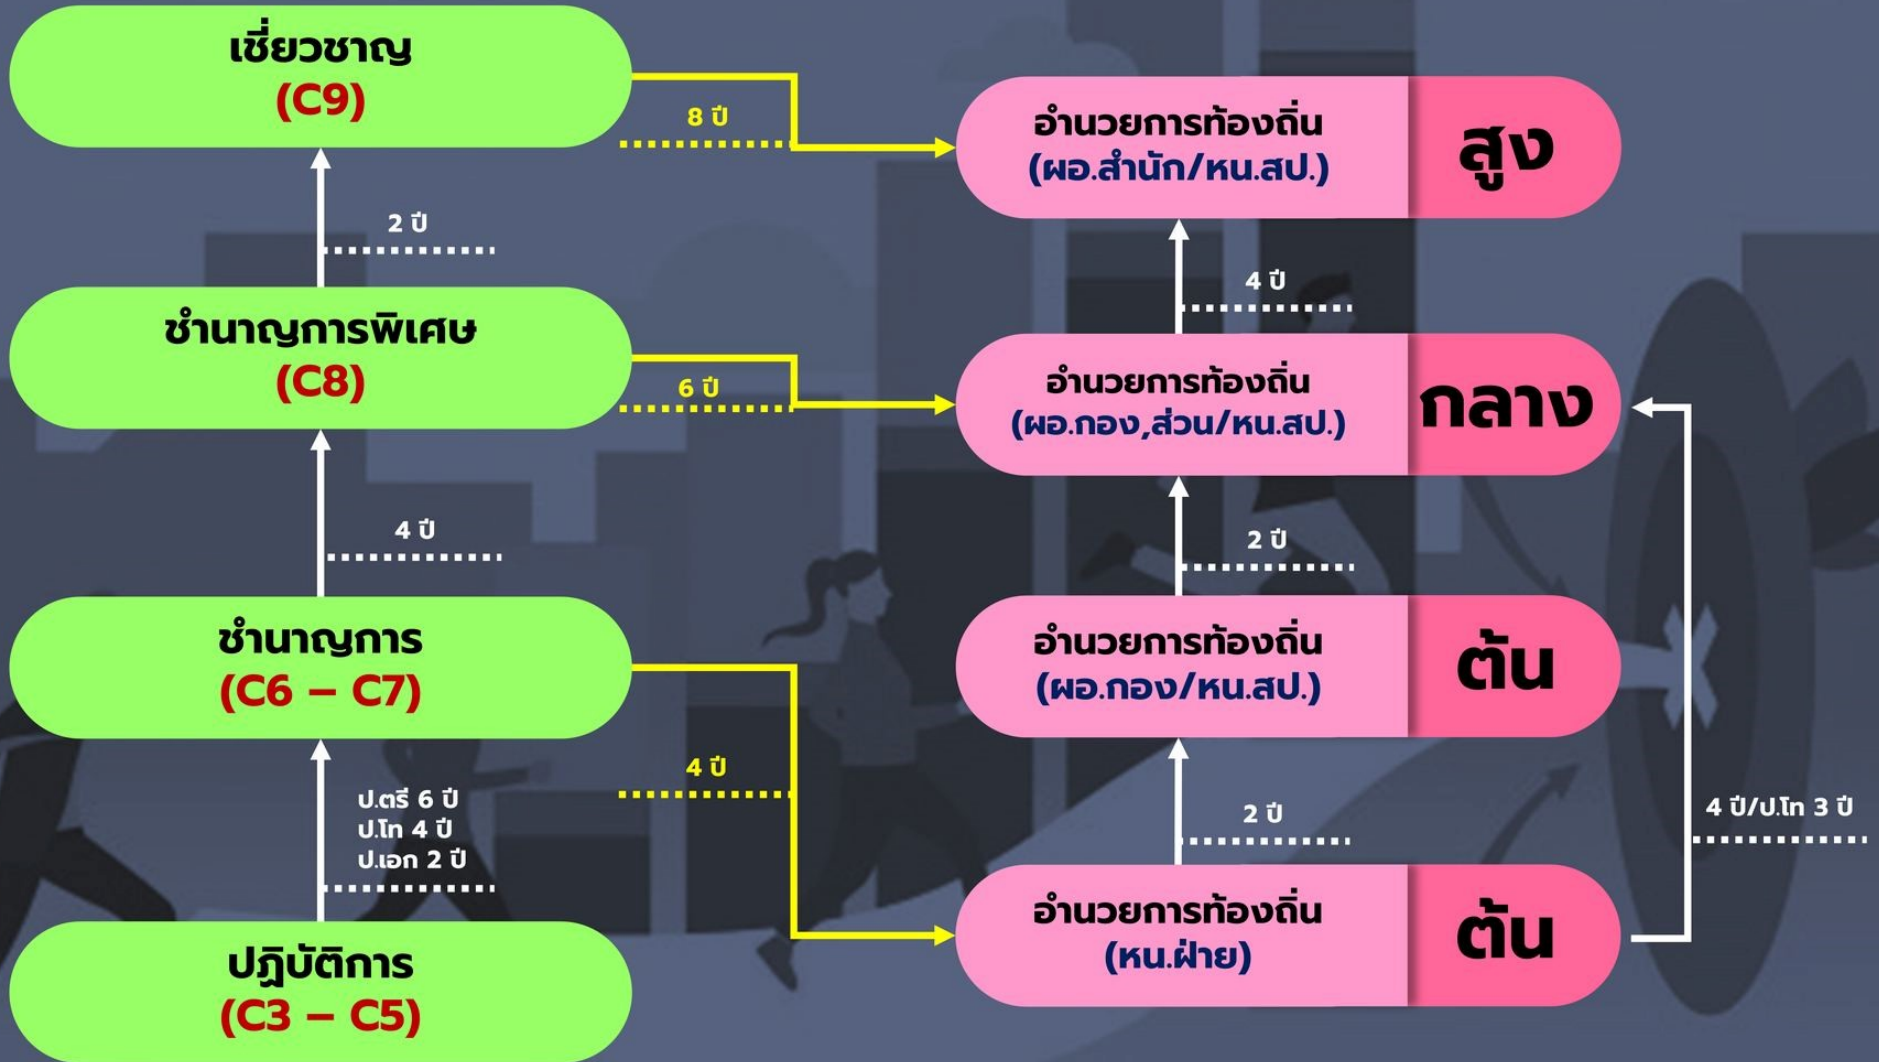 เชี่ยวชาญ
(C9)
8 ปี
อำนวยการท้องถิ่น
(ผอ.สำนัก/หน.สป.)
สูง
2 ปี
4 ปี
ชำนาญการพิเศษ
(C8)
6 ปี
อำนวยการท้องถิ่น
(ผอ.กอง,ส่วน/หน.สป.)
กลาง
4 ปี
2 ปี
ชำนาญการ
(C6 – C7)
อำนวยการท้องถิ่น
(ผอ.กอง/หน.สป.)
ต้น
4 ปี
ป.ตรี 6 ปี
ป.โท 4 ปี
ป.เอก 2 ปี
2 ปี
4 ปี/ป.โท 3 ปี
ปฏิบัติการ
(C3 – C5)
อำนวยการท้องถิ่น
(หน.ฝ่าย)
ต้น